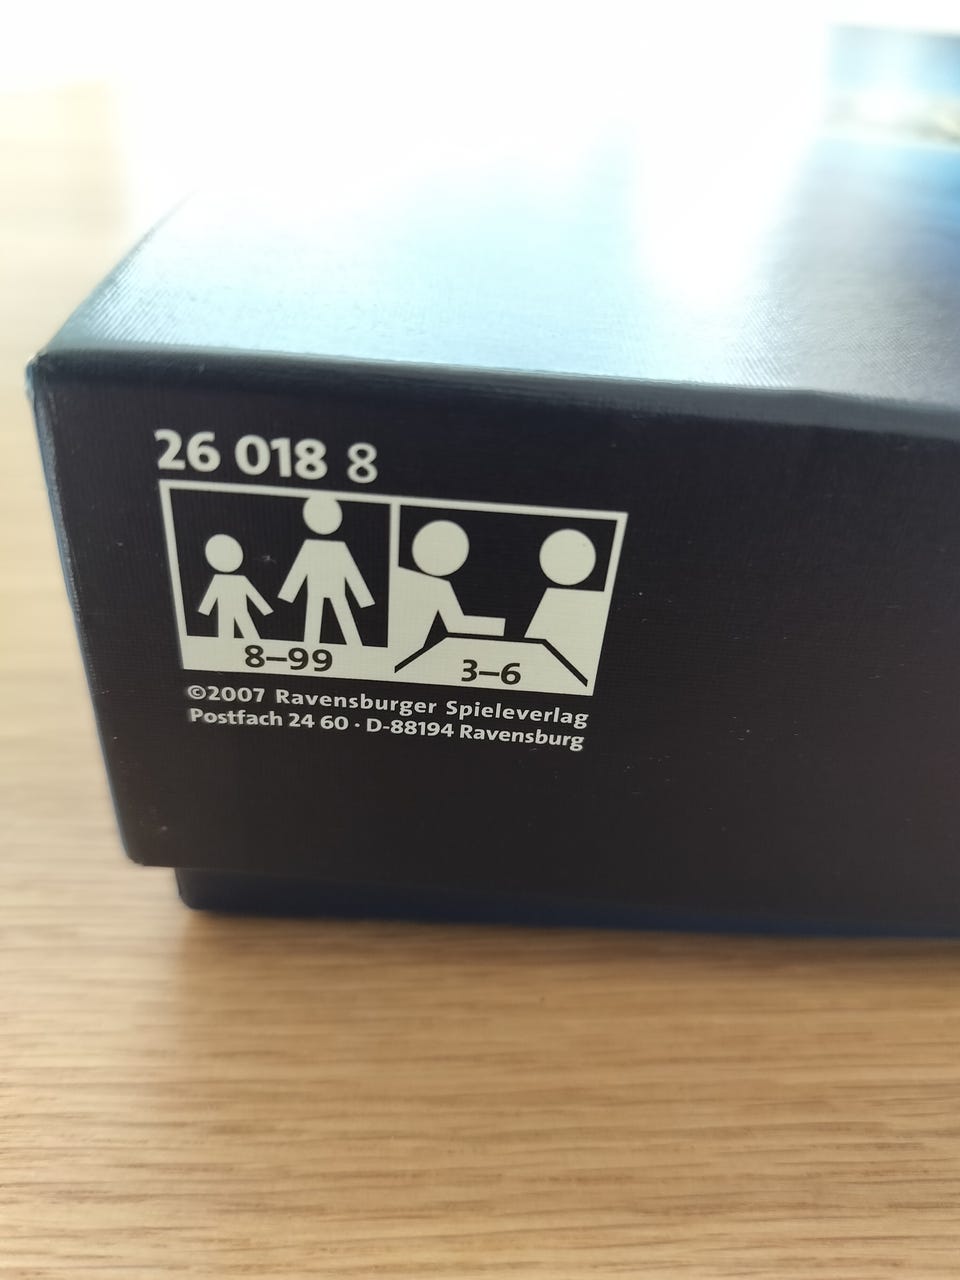 26 018 8
8–99
3–6
©2007 Ravensburger Spieleverlag
Postfach 24 60 · D-88194 Ravensburg